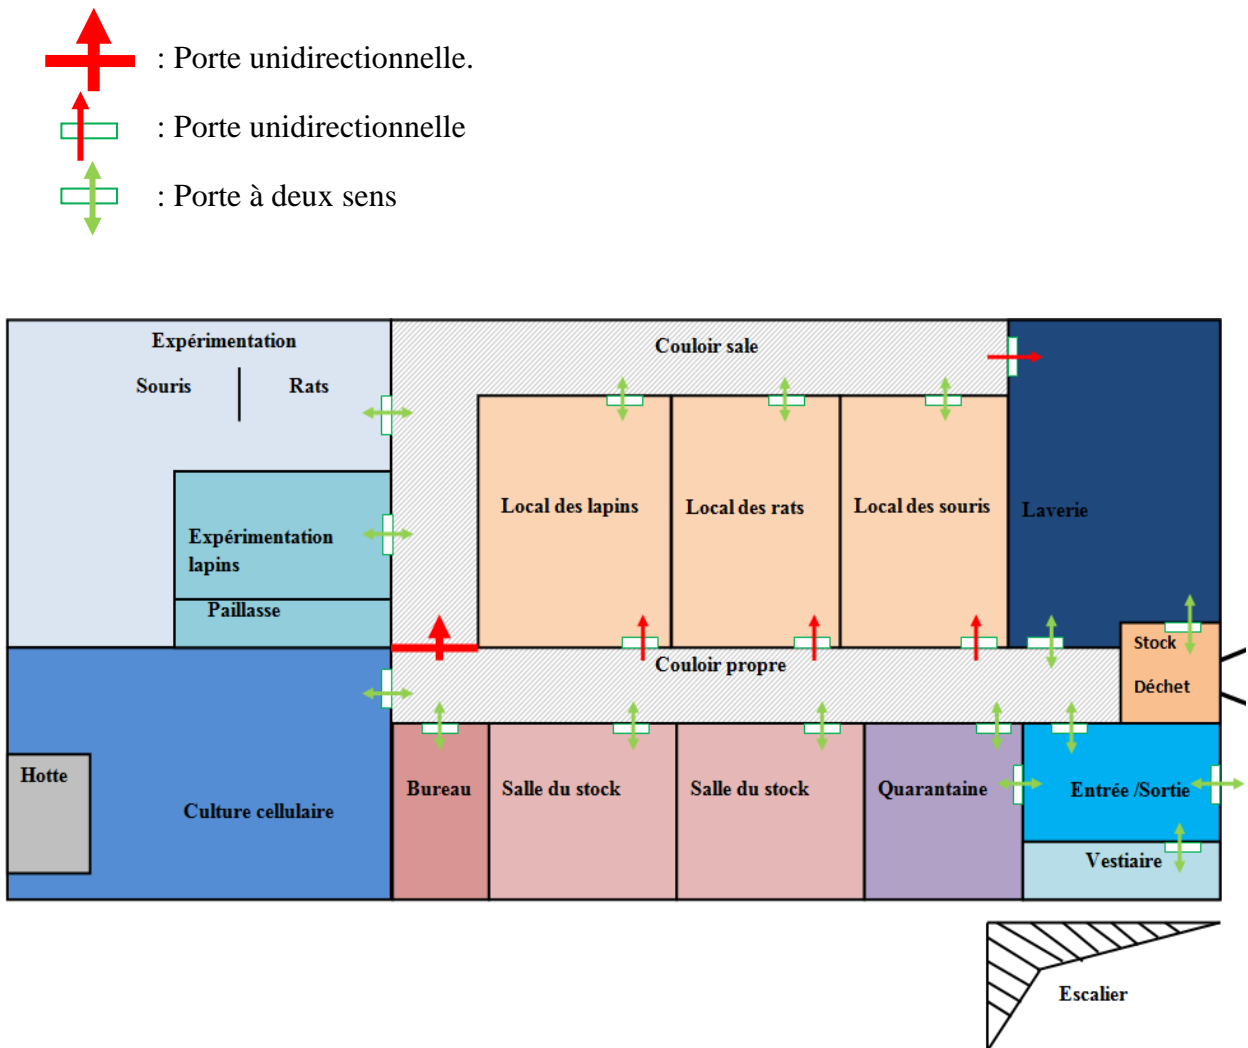 : Porte unidirectionnelle.
: Porte unidirectionnelle
: Porte à deux sens
Expérimentation
Souris Rats
Couloir sale
Expérimentation
lapins
Paillasse
Local des lapins
Local des rats
Local des souris
Laverie
Couloir propre
Stock
Déchet
Hotte
Culture cellulaire
Bureau
Salle du stock
Salle du stock
Quarantaine
Entrée /Sortie
Vestiaire
Escalier